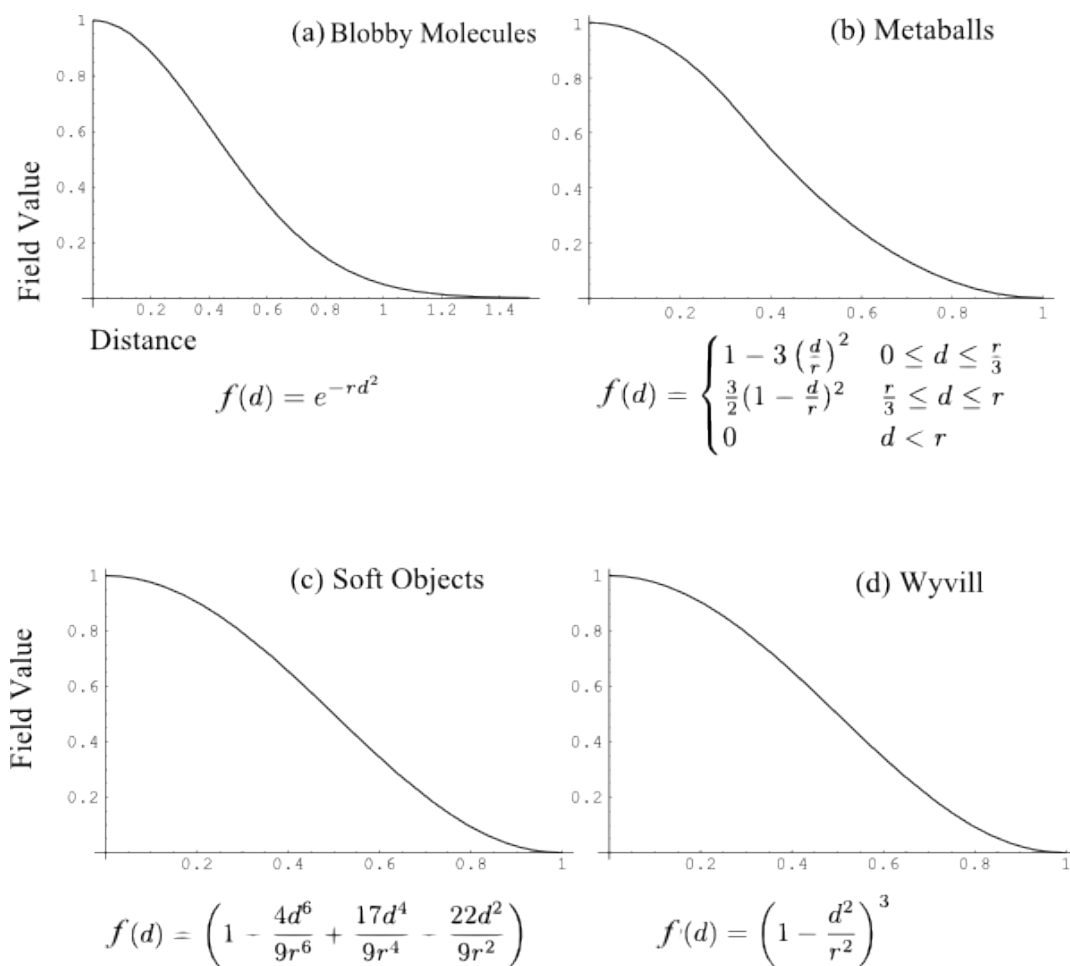 (a) Blobby Molecules
1
0.8
0.6
0.4
0.2
0.2 0.4 0.6 0.8 1 1.2 1.4
Field Value
Distance
f(d) = e^{-rd^2}
(b) Metaballs
1
0.8
0.6
0.4
0.2
0.2 0.4 0.6 0.8 1
f(d) = { 1 - 3 (d/r)^2 0 ≤ d ≤ r/3
3/2 (1 - d/r)^2 r/3 ≤ d ≤ r
0 d < r
(c) Soft Objects
1
0.8
0.6
0.4
0.2
0.2 0.4 0.6 0.8 1
Field Value
f(d) = (1 - 4d^6/9r^6 + 17d^4/9r^4 - 22d^2/9r^2)
(d) Wyvill
1
0.8
0.6
0.4
0.2
0.2 0.4 0.6 0.8 1
f(d) = (1 - d^2/r^2)^3